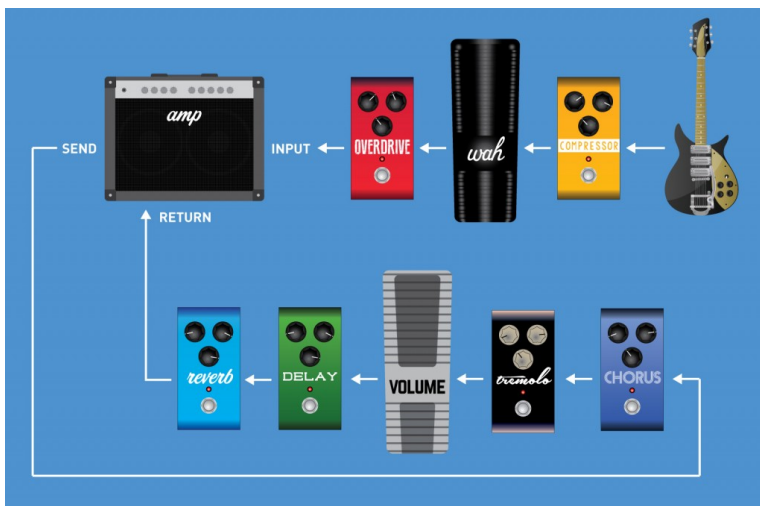 amp
SEND
INPUT
OVERDRIVE
wah
COMPRESSOR
RETURN
reverb
DELAY
VOLUME
tremolo
CHORUS